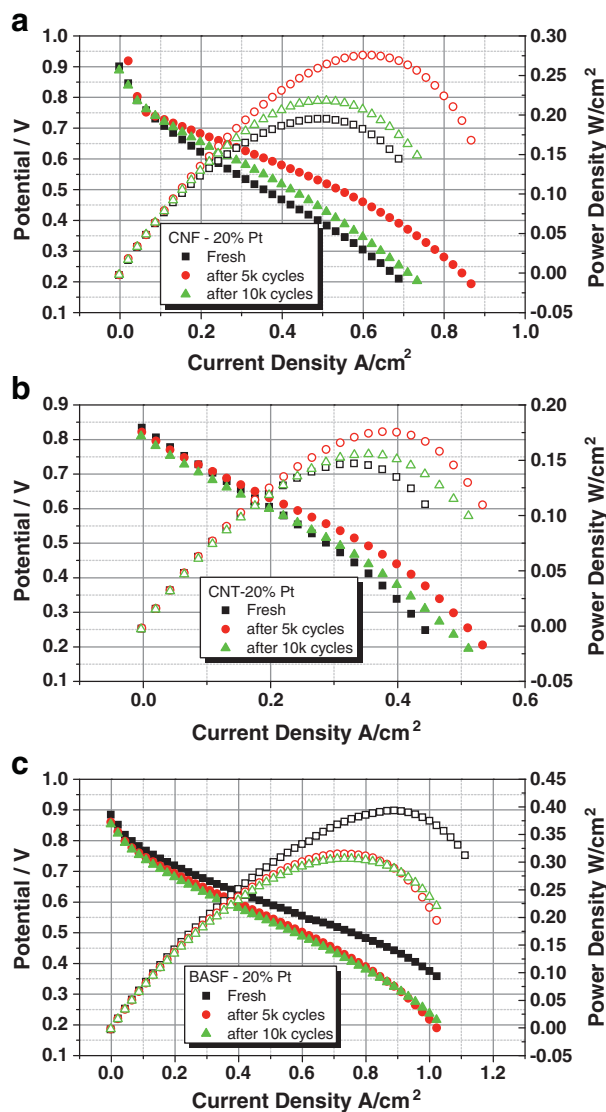 a
1.0
0.9
0.8
0.7
0.6
0.5
0.4
0.3
0.2
0.1
Potential / V
0.30
0.25
0.20
0.15
0.10
0.05
0.00
-0.05
Power Density W/cm²
CNF - 20% Pt
Fresh
after 5k cycles
after 10k cycles
0.0 0.2 0.4 0.6 0.8 1.0
Current Density A/cm²
b
0.9
0.8
0.7
0.6
0.5
0.4
0.3
0.2
0.1
Potential / V
0.20
0.15
0.10
0.05
0.00
-0.05
Power Density W/cm²
CNT-20% Pt
Fresh
after 5k cycles
after 10k cycles
0.0 0.2 0.4 0.6
Current Density A/cm²
c
1.0
0.9
0.8
0.7
0.6
0.5
0.4
0.3
0.2
0.1
Potential / V
0.45
0.40
0.35
0.30
0.25
0.20
0.15
0.10
0.05
0.00
-0.05
Power Density W/cm²
BASF - 20% Pt
Fresh
after 5k cycles
after 10k cycles
0.0 0.2 0.4 0.6 0.8 1.0 1.2
Current Density A/cm²